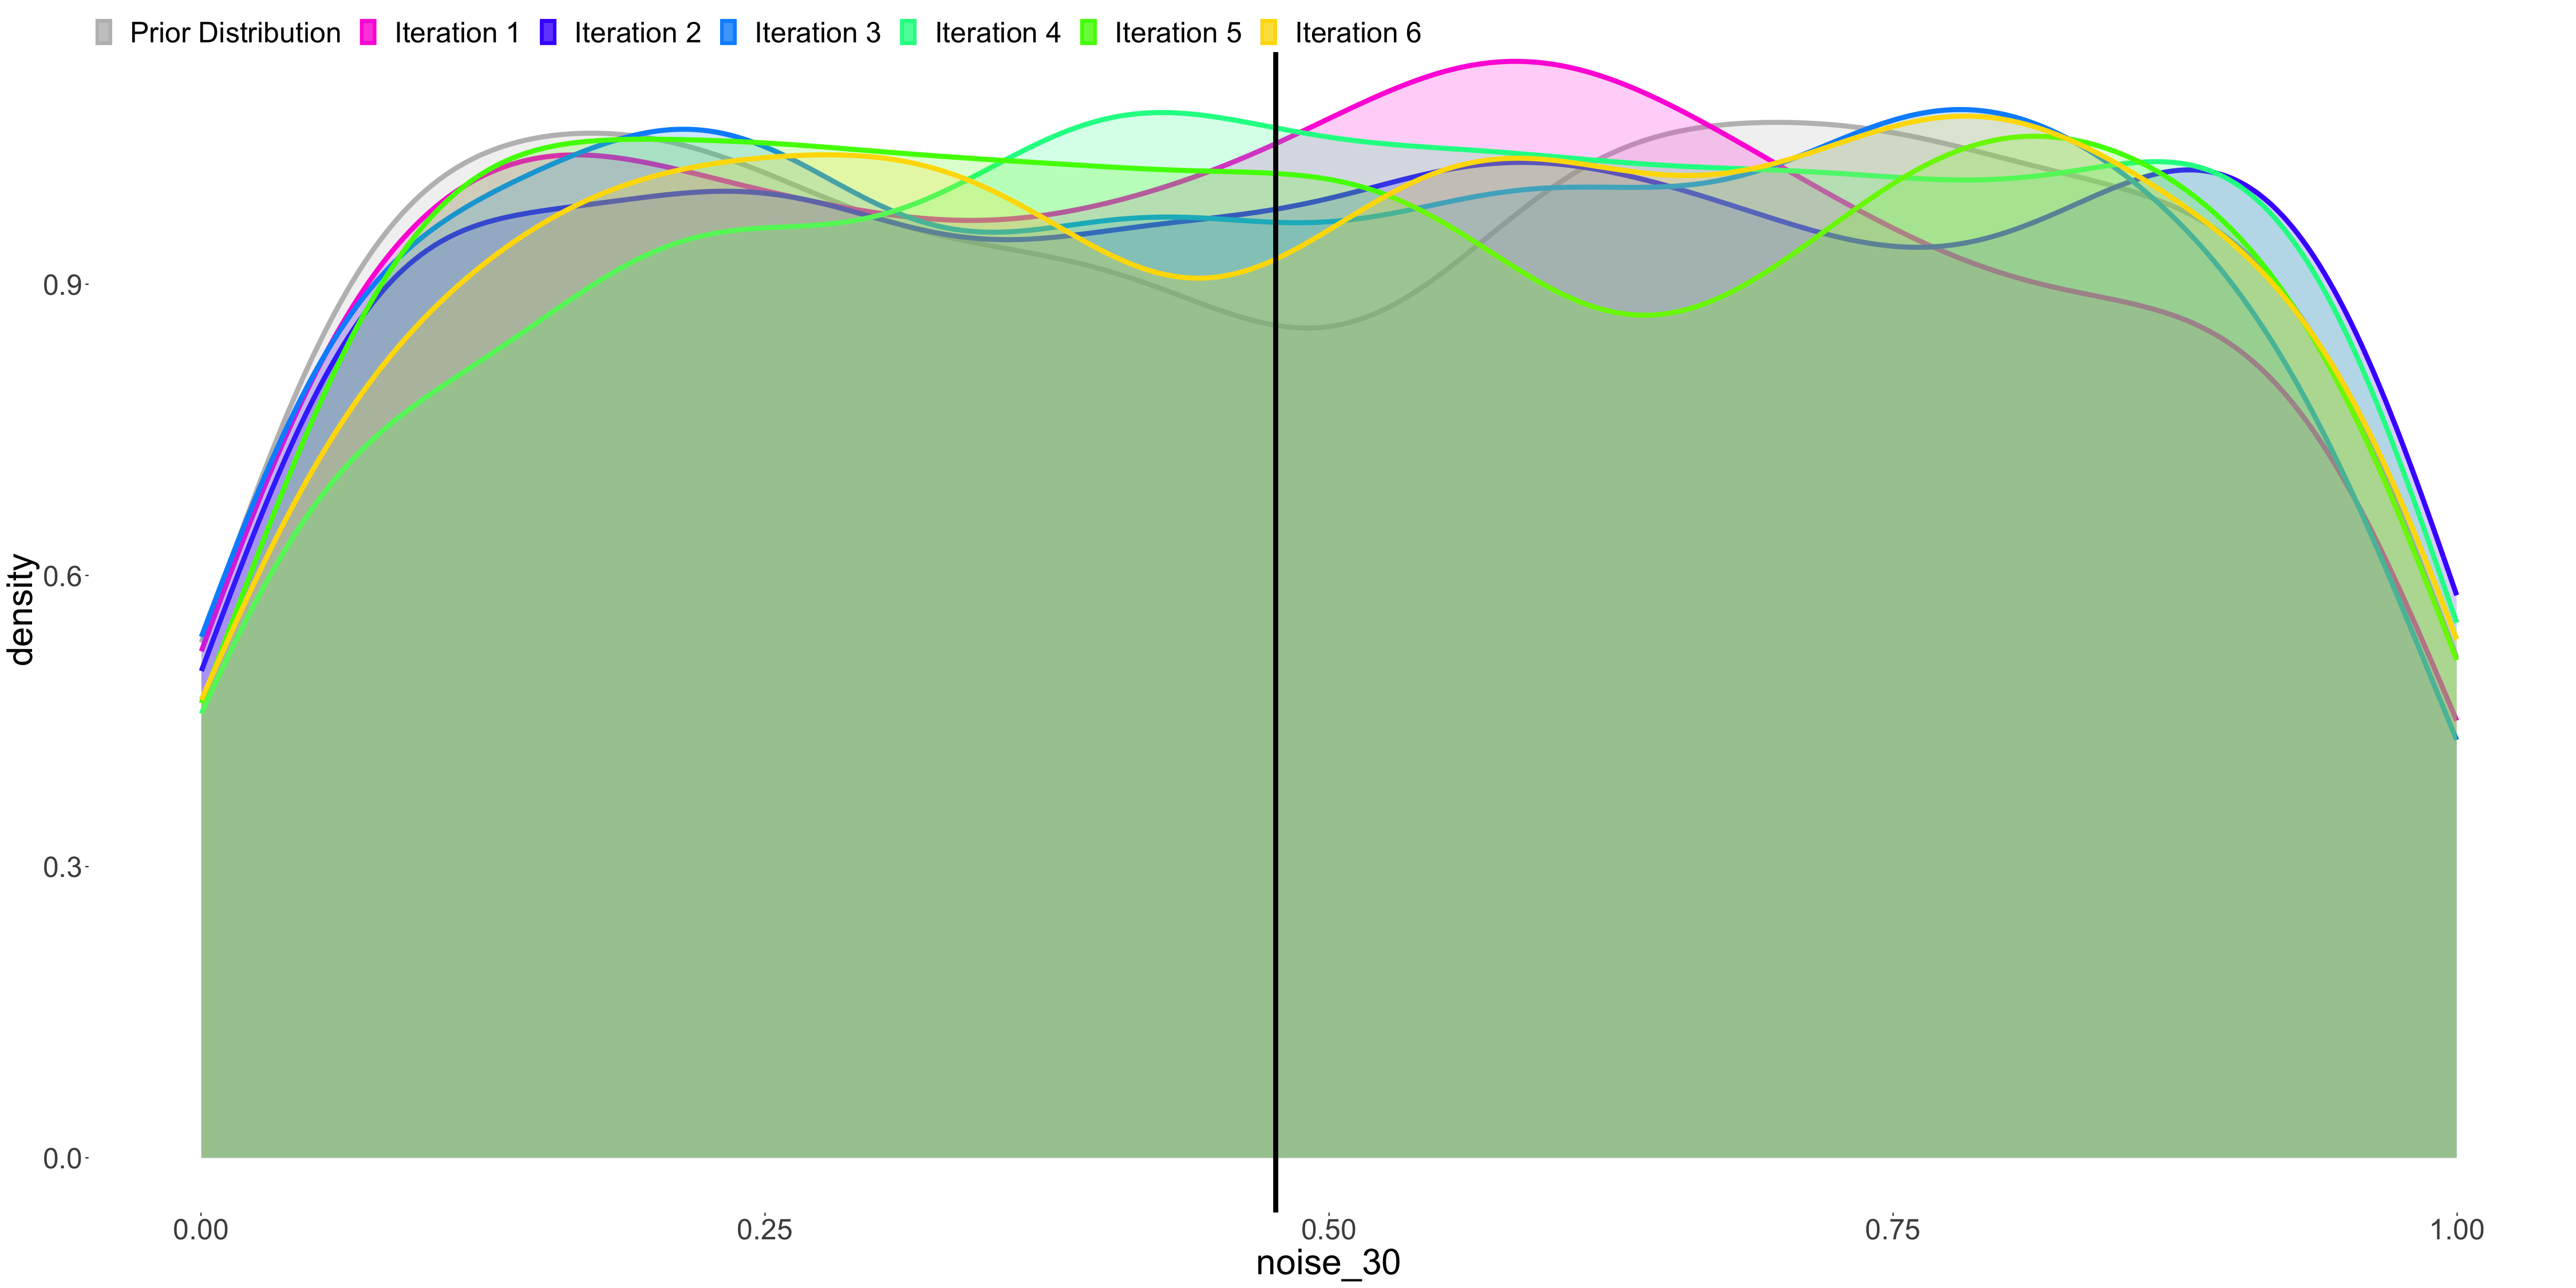 Prior Distribution Iteration 1 Iteration 2 Iteration 3 Iteration 4 Iteration 5 Iteration 6
density
0.9
0.6
0.3
0.0
0.00 0.25 0.50 0.75 1.00
noise_30